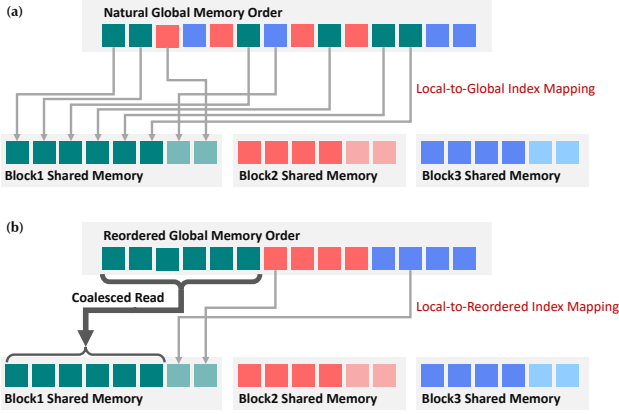 (a)
Natural Global Memory Order
Local-to-Global Index Mapping
Block1 Shared Memory
Block2 Shared Memory
Block3 Shared Memory
(b)
Reordered Global Memory Order
Coalesced Read
Local-to-Reordered Index Mapping
Block1 Shared Memory
Block2 Shared Memory
Block3 Shared Memory